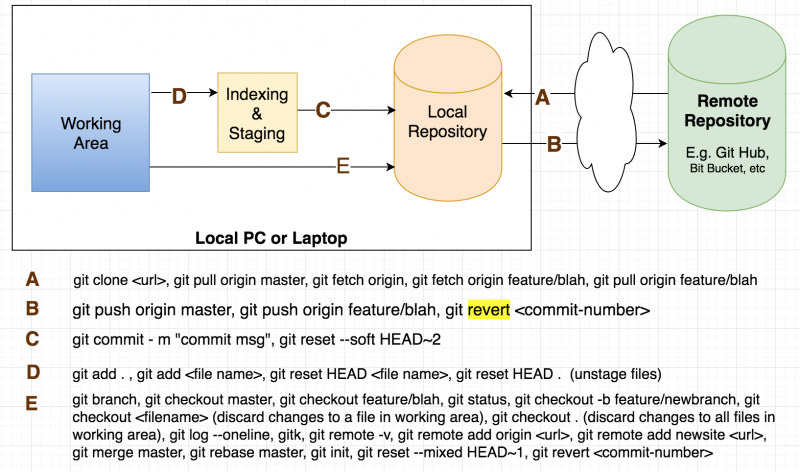 Working
Area
D
Indexing
&
Staging
C
E
Local
Repository
A
B
Remote
Repository
E.g. Git Hub,
Bit Bucket, etc
Local PC or Laptop
A git clone <url>, git pull origin master, git fetch origin, git fetch origin feature/blah, git pull origin feature/blah
B git push origin master, git push origin feature/blah, git revert <commit-number>
C git commit - m "commit msg", git reset --soft HEAD~2
D git add . , git add <file name>, git reset HEAD <file name>, git reset HEAD . (unstage files)
E git branch, git checkout master, git checkout feature/blah, git status, git checkout -b feature/newbranch, git
checkout <filename> (discard changes to a file in working area), git checkout . (discard changes to all files in
working area), git log --oneline, gitk, git remote -v, git remote add origin <url>, git remote add newsite <url>,
git merge master, git rebase master, git init, git reset --mixed HEAD~1, git revert <commit-number>